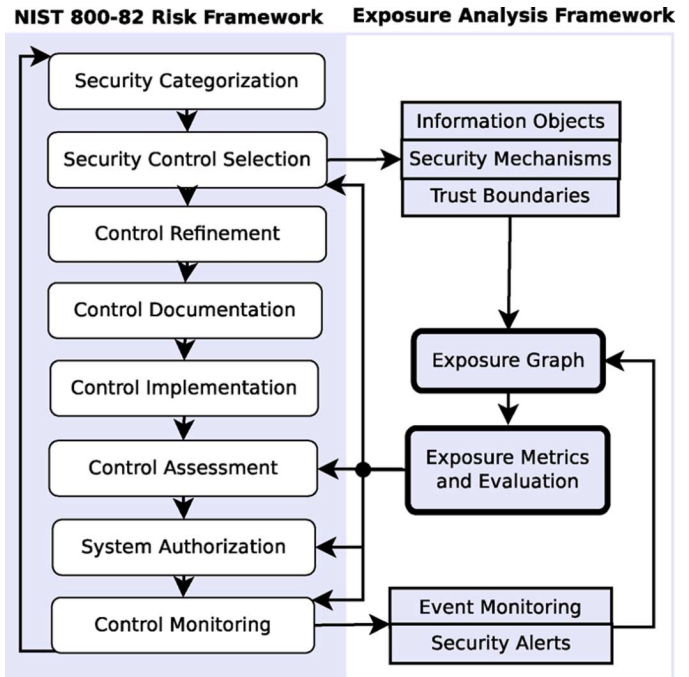 NIST 800-82 Risk Framework
Security Categorization
Security Control Selection
Control Refinement
Control Documentation
Control Implementation
Control Assessment
System Authorization
Control Monitoring
Exposure Analysis Framework
Information Objects
Security Mechanisms
Trust Boundaries
Exposure Graph
Exposure Metrics
and Evaluation
Event Monitoring
Security Alerts